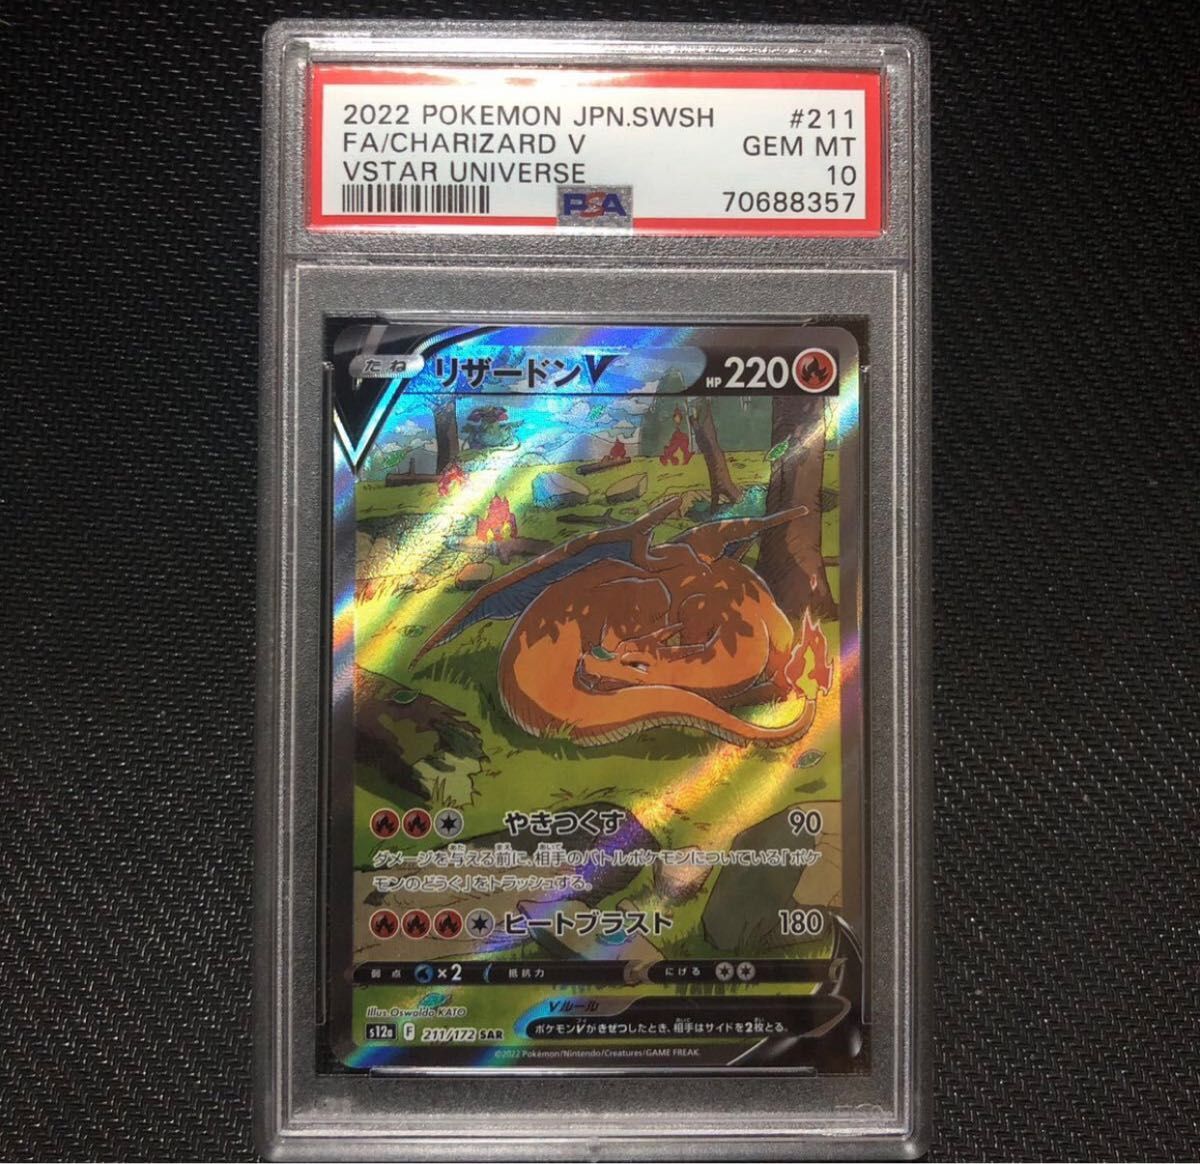 2022 POKEMON JPN.SWSH #211
FA/CHARIZARD V GEM MT
VSTAR UNIVERSE 10
PSA 70688357
たね リザードンV HP 220
やきつくす 90
ダメージを与える前に、相手のバトルポケモンについている「ポケ
モンのどうぐ」をトラッシュする。
ヒートブラスト 180
弱点 ×2 抵抗力 にげる
Illus. Oswaldo KATO
Vルール
ポケモンVがきぜつしたとき、相手はサイドを2枚とる。
s12a F 211/172 SAR
©2022 Pokémon/Nintendo/Creatures/GAME FREAK.